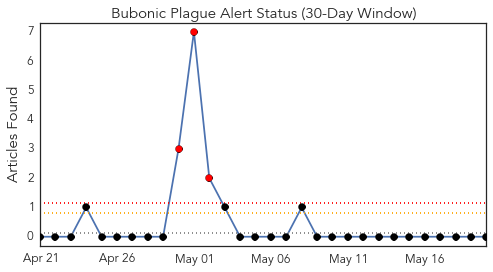 Bubonic Plague Alert Status (30-Day Window)
Articles Found
7
6
5
4
3
2
1
0
Apr 21 Apr 26 May 01 May 06 May 11 May 16